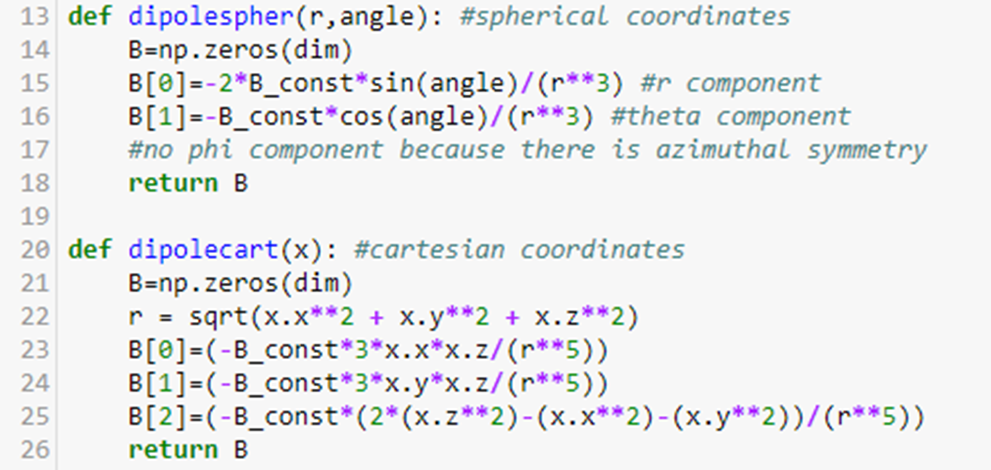 13 def dipolespher(r,angle): #spherical coordinates
14     B=np.zeros(dim)
15     B[0]=-2*B_const*sin(angle)/(r**3) #r component
16     B[1]=-B_const*cos(angle)/(r**3) #theta component
17     #no phi component because there is azimuthal symmetry
18     return B
19
20 def dipolecart(x): #cartesian coordinates
21     B=np.zeros(dim)
22     r = sqrt(x.x**2 + x.y**2 + x.z**2)
23     B[0]=(-B_const*3*x.x*x.z/(r**5))
24     B[1]=(-B_const*3*x.y*x.z/(r**5))
25     B[2]=(-B_const*(2*(x.z**2)-(x.x**2)-(x.y**2))/(r**5))
26     return B